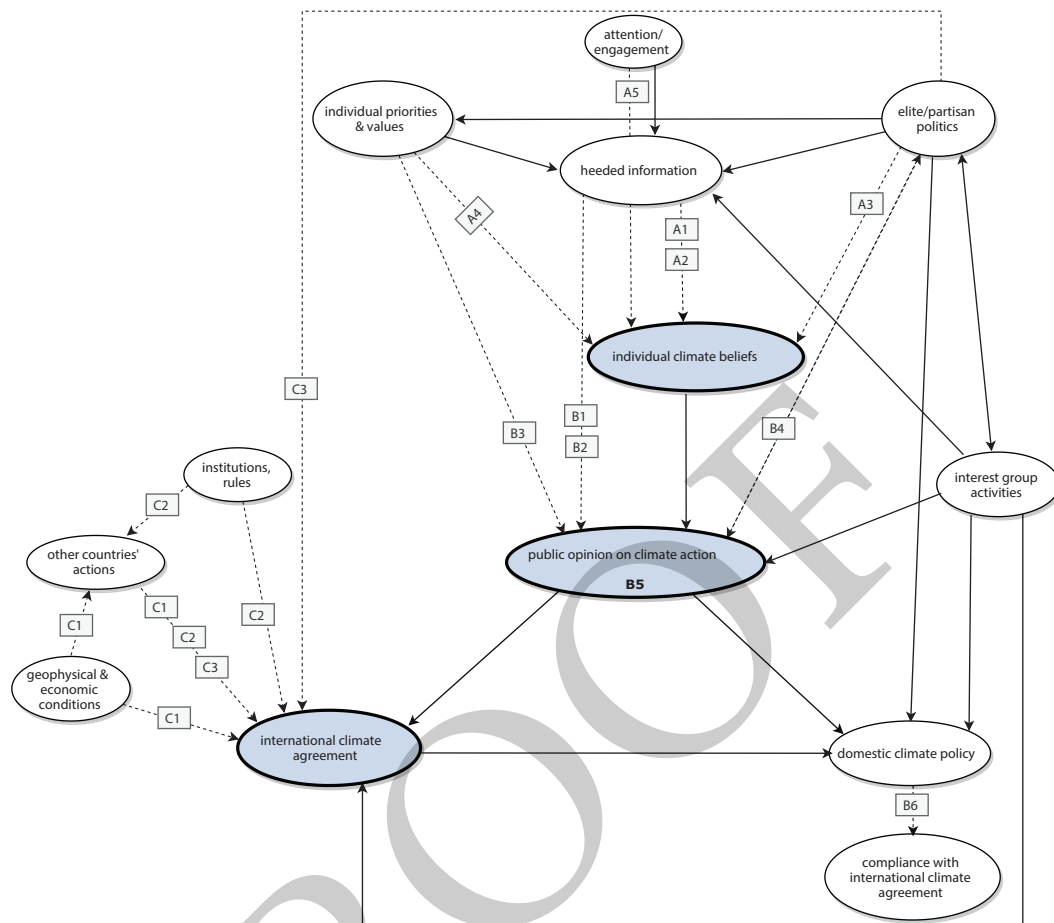 attention/
engagement
A5
individual priorities
& values
elite/partisan
politics
heeded information
A4
A3
A1
A2
individual climate beliefs
C3
B3
B1
B2
B4
institutions,
rules
interest group
activities
C2
other countries'
actions
public opinion on climate action
B5
C1
C2
C3
C2
C1
geophysical &
economic
conditions
C1
international climate
agreement
domestic climate policy
B6
compliance with
international climate
agreement
PROOF